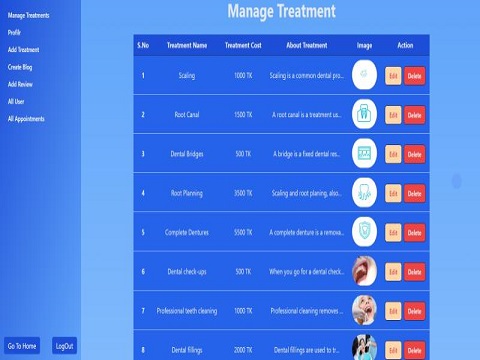 Manage Treatments
Profile
Add Treatment
Create Blog
Add Review
All User
All Appointments
Go To Home LogOut
Manage Treatment
S.No Treatment Name Treatment Cost About Treatment Image Action
1 Scaling 1000 TK Scaling is a common dental pro... Edit Delete
2 Root Canal 1500 TK A root canal is a treatment us... Edit Delete
3 Dental Bridges 500 TK A bridge is a fixed dental res... Edit Delete
4 Root Planning 3500 TK Scaling and root planing, also... Edit Delete
5 Complete Dentures 5500 TK A complete denture is a remova... Edit Delete
6 Dental check-ups 500 TK When you go for a dental check... Edit Delete
7 Professional teeth cleaning 1000 TK Professional cleaning removes ... Edit Delete
8 Dental fillings 2000 TK Dental fillings are used to tr... Edit Delete